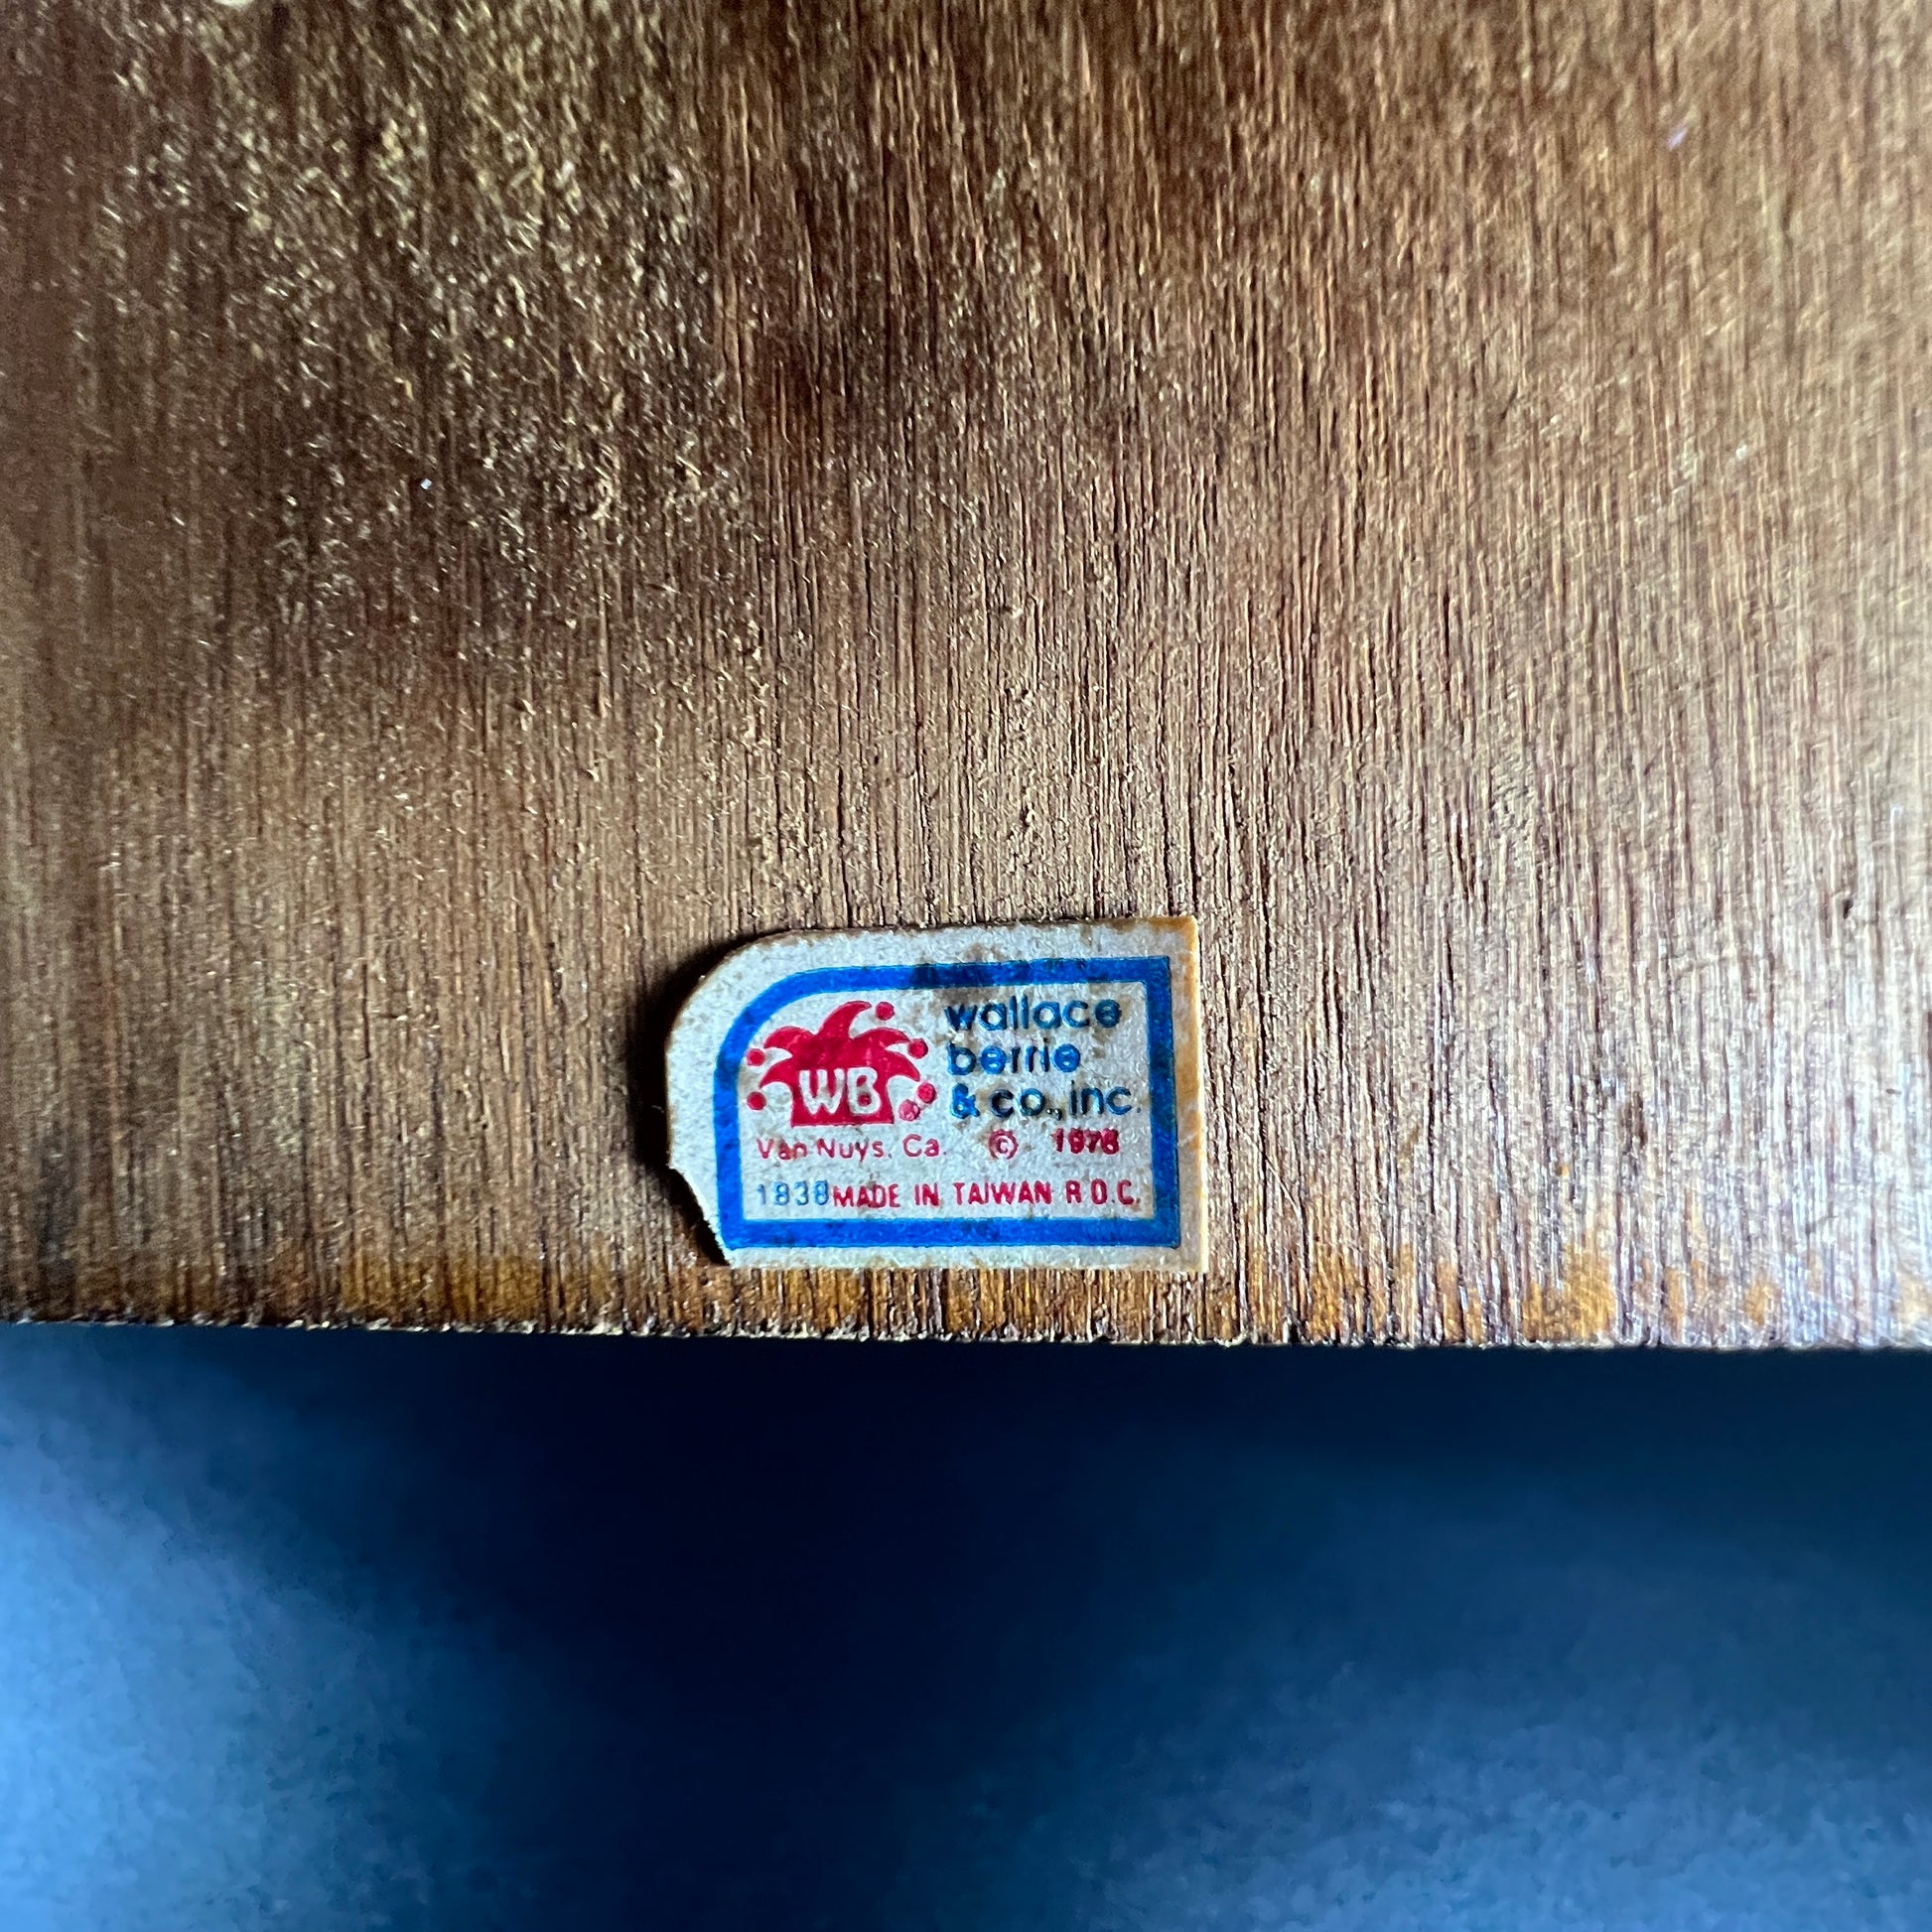 WB
wallace
berrie
& co., inc.
Van Nuys, Ca. © 1978
1838 MADE IN TAIWAN R.O.C.